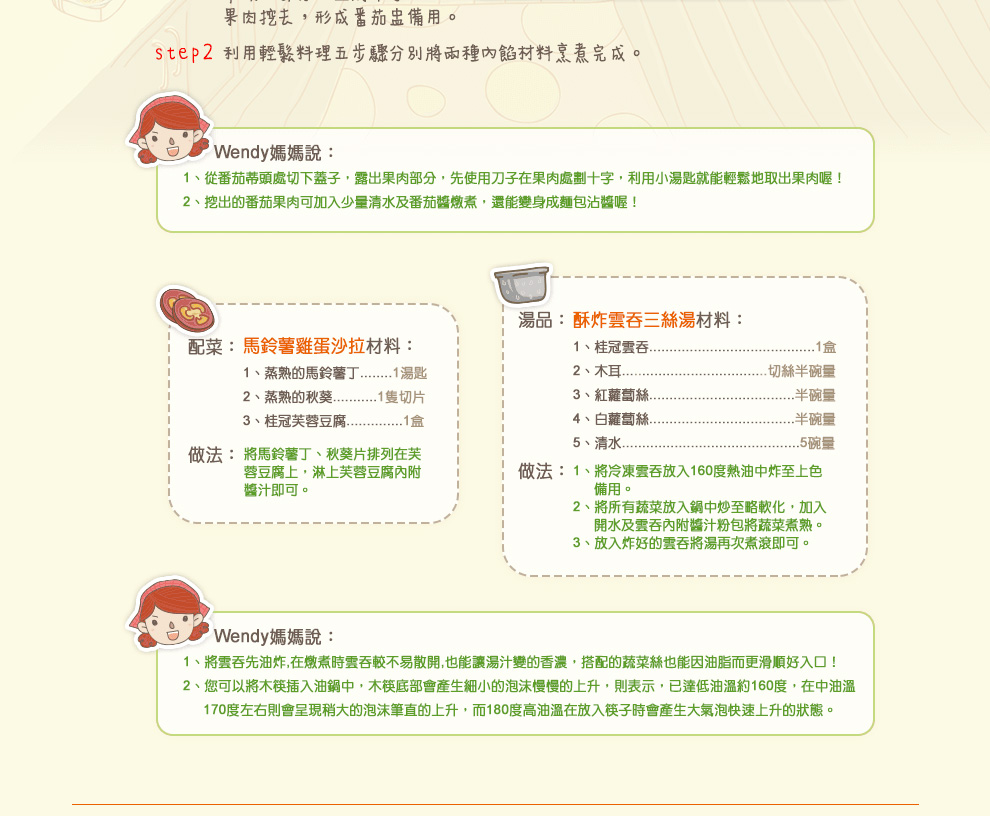 果肉挖去，形成番茄盅備用。
step2 利用輕鬆料理五步驟分別將兩種內餡材料烹煮完成。
Wendy媽媽說：
1、從番茄蒂頭處切下蓋子，露出果肉部分，先使用刀子在果肉處劃十字，利用小湯匙就能輕鬆地取出果肉喔！
2、挖出的番茄果肉可加入少量清水及番茄醬燉煮，還能變身成麵包沾醬喔！
配菜：馬鈴薯雞蛋沙拉材料：
1、蒸熟的馬鈴薯丁........1湯匙
2、蒸熟的秋葵...........1隻切片
3、桂冠芙蓉豆腐..............1盒
做法：將馬鈴薯丁、秋葵片排列在芙
蓉豆腐上，淋上芙蓉豆腐內附
醬汁即可。
湯品：酥炸雲吞三絲湯材料：
1、桂冠雲吞.........................................1盒
2、木耳....................................切絲半碗量
3、紅蘿蔔絲....................................半碗量
4、白蘿蔔絲....................................半碗量
5、清水............................................5碗量
做法：1、將冷凍雲吞放入160度熱油中炸至上色
備用。
2、將所有蔬菜放入鍋中炒至略軟化，加入
開水及雲吞內附醬汁粉包將蔬菜煮熟。
3、放入炸好的雲吞將湯再次煮滾即可。
Wendy媽媽說：
1、將雲吞先油炸,在燉煮時雲吞較不易散開,也能讓湯汁變的香濃，搭配的蔬菜絲也能因油脂而更滑順好入口！
2、您可以將木筷插入油鍋中，木筷底部會產生細小的泡沫慢慢的上升，則表示，已達低油溫約160度，在中油溫
170度左右則會呈現稍大的泡沫筆直的上升，而180度高油溫在放入筷子時會產生大氣泡快速上升的狀態。